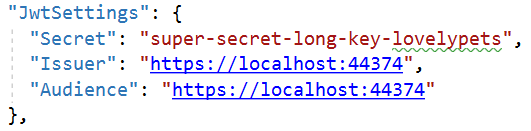 "JwtSettings": {
"Secret": "super-secret-long-key-lovelypets",
"Issuer": "https://localhost:44374",
"Audience": "https://localhost:44374"
},